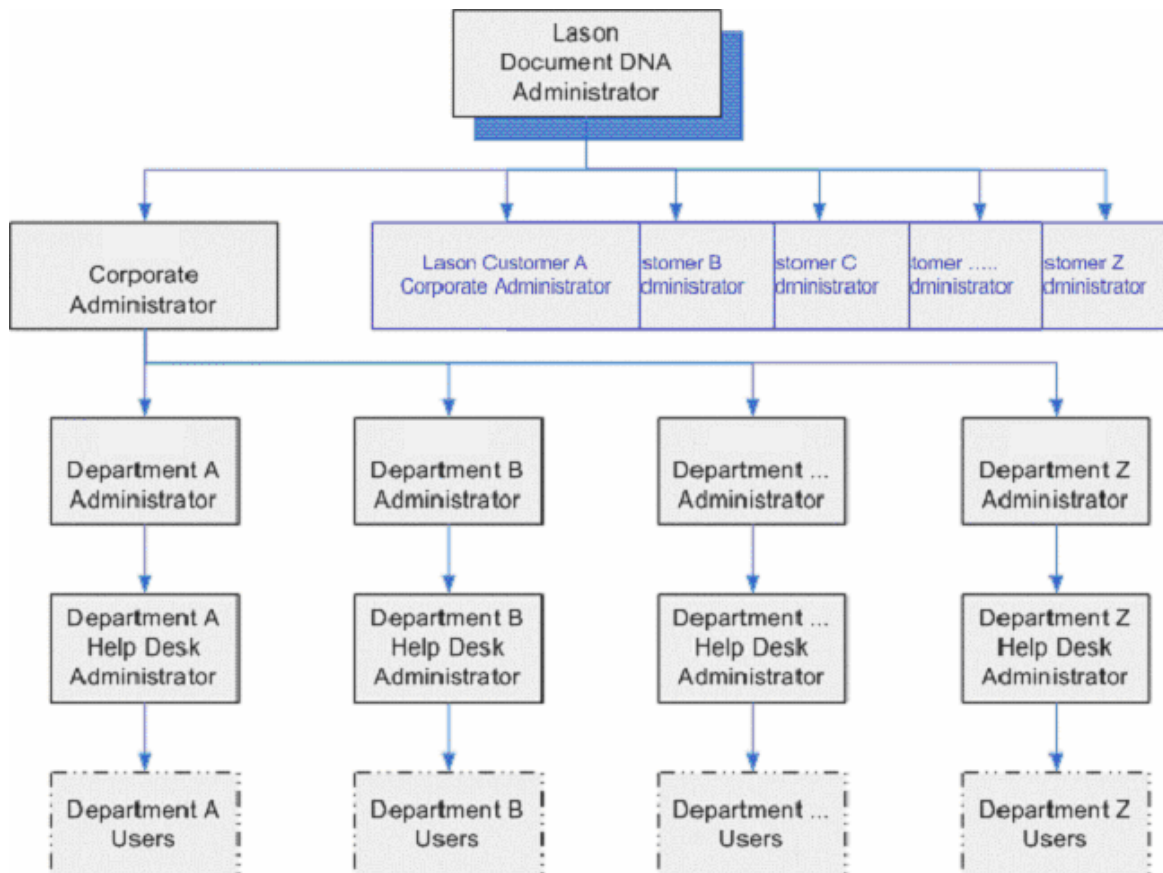 Lason
Document DNA
Administrator
Corporate
Administrator
Lason Customer A
Corporate Administrator
stomer B
dministrator
stomer C
dministrator
tomer .....
dministrator
stomer Z
dministrator
Department A
Administrator
Department B
Administrator
Department ...
Administrator
Department Z
Administrator
Department A
Help Desk
Administrator
Department B
Help Desk
Administrator
Department ...
Help Desk
Administrator
Department Z
Help Desk
Administrator
Department A
Users
Department B
Users
Department ...
Users
Department Z
Users